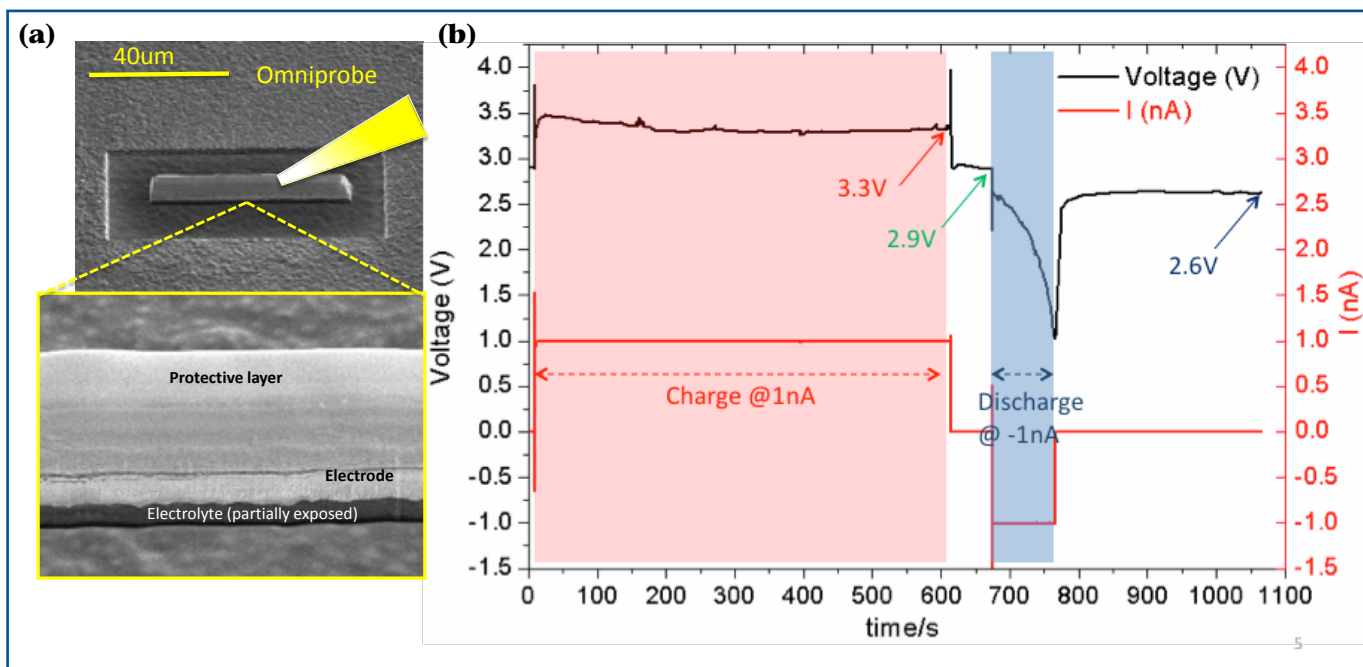 (a)
40um
Omniprobe
Protective layer
Electrode
Electrolyte (partially exposed)
(b)
Voltage (V)
I (nA)
3.3V
2.9V
2.6V
Charge @1nA
Discharge
@ -1nA
4.0
3.5
3.0
2.5
2.0
1.5
1.0
0.5
0.0
-0.5
-1.0
-1.5
Voltage (V)
4.0
3.5
3.0
2.5
2.0
1.5
1.0
0.5
0.0
-0.5
-1.0
-1.5
I (nA)
0 100 200 300 400 500 600 700 800 900 1000 1100
time/s
5